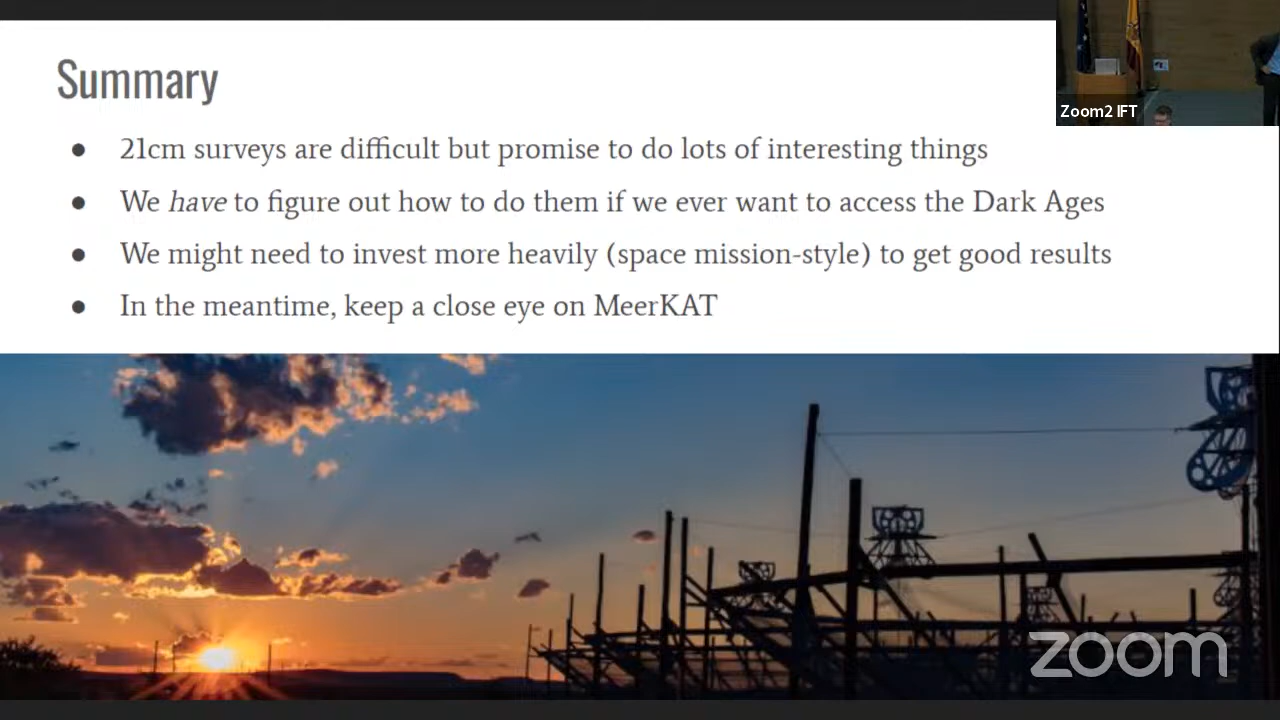 Summary
● 21cm surveys are difficult but promise to do lots of interesting things
● We have to figure out how to do them if we ever want to access the Dark Ages
● We might need to invest more heavily (space mission-style) to get good results
● In the meantime, keep a close eye on MeerKAT
Zoom2 IFT
zoom